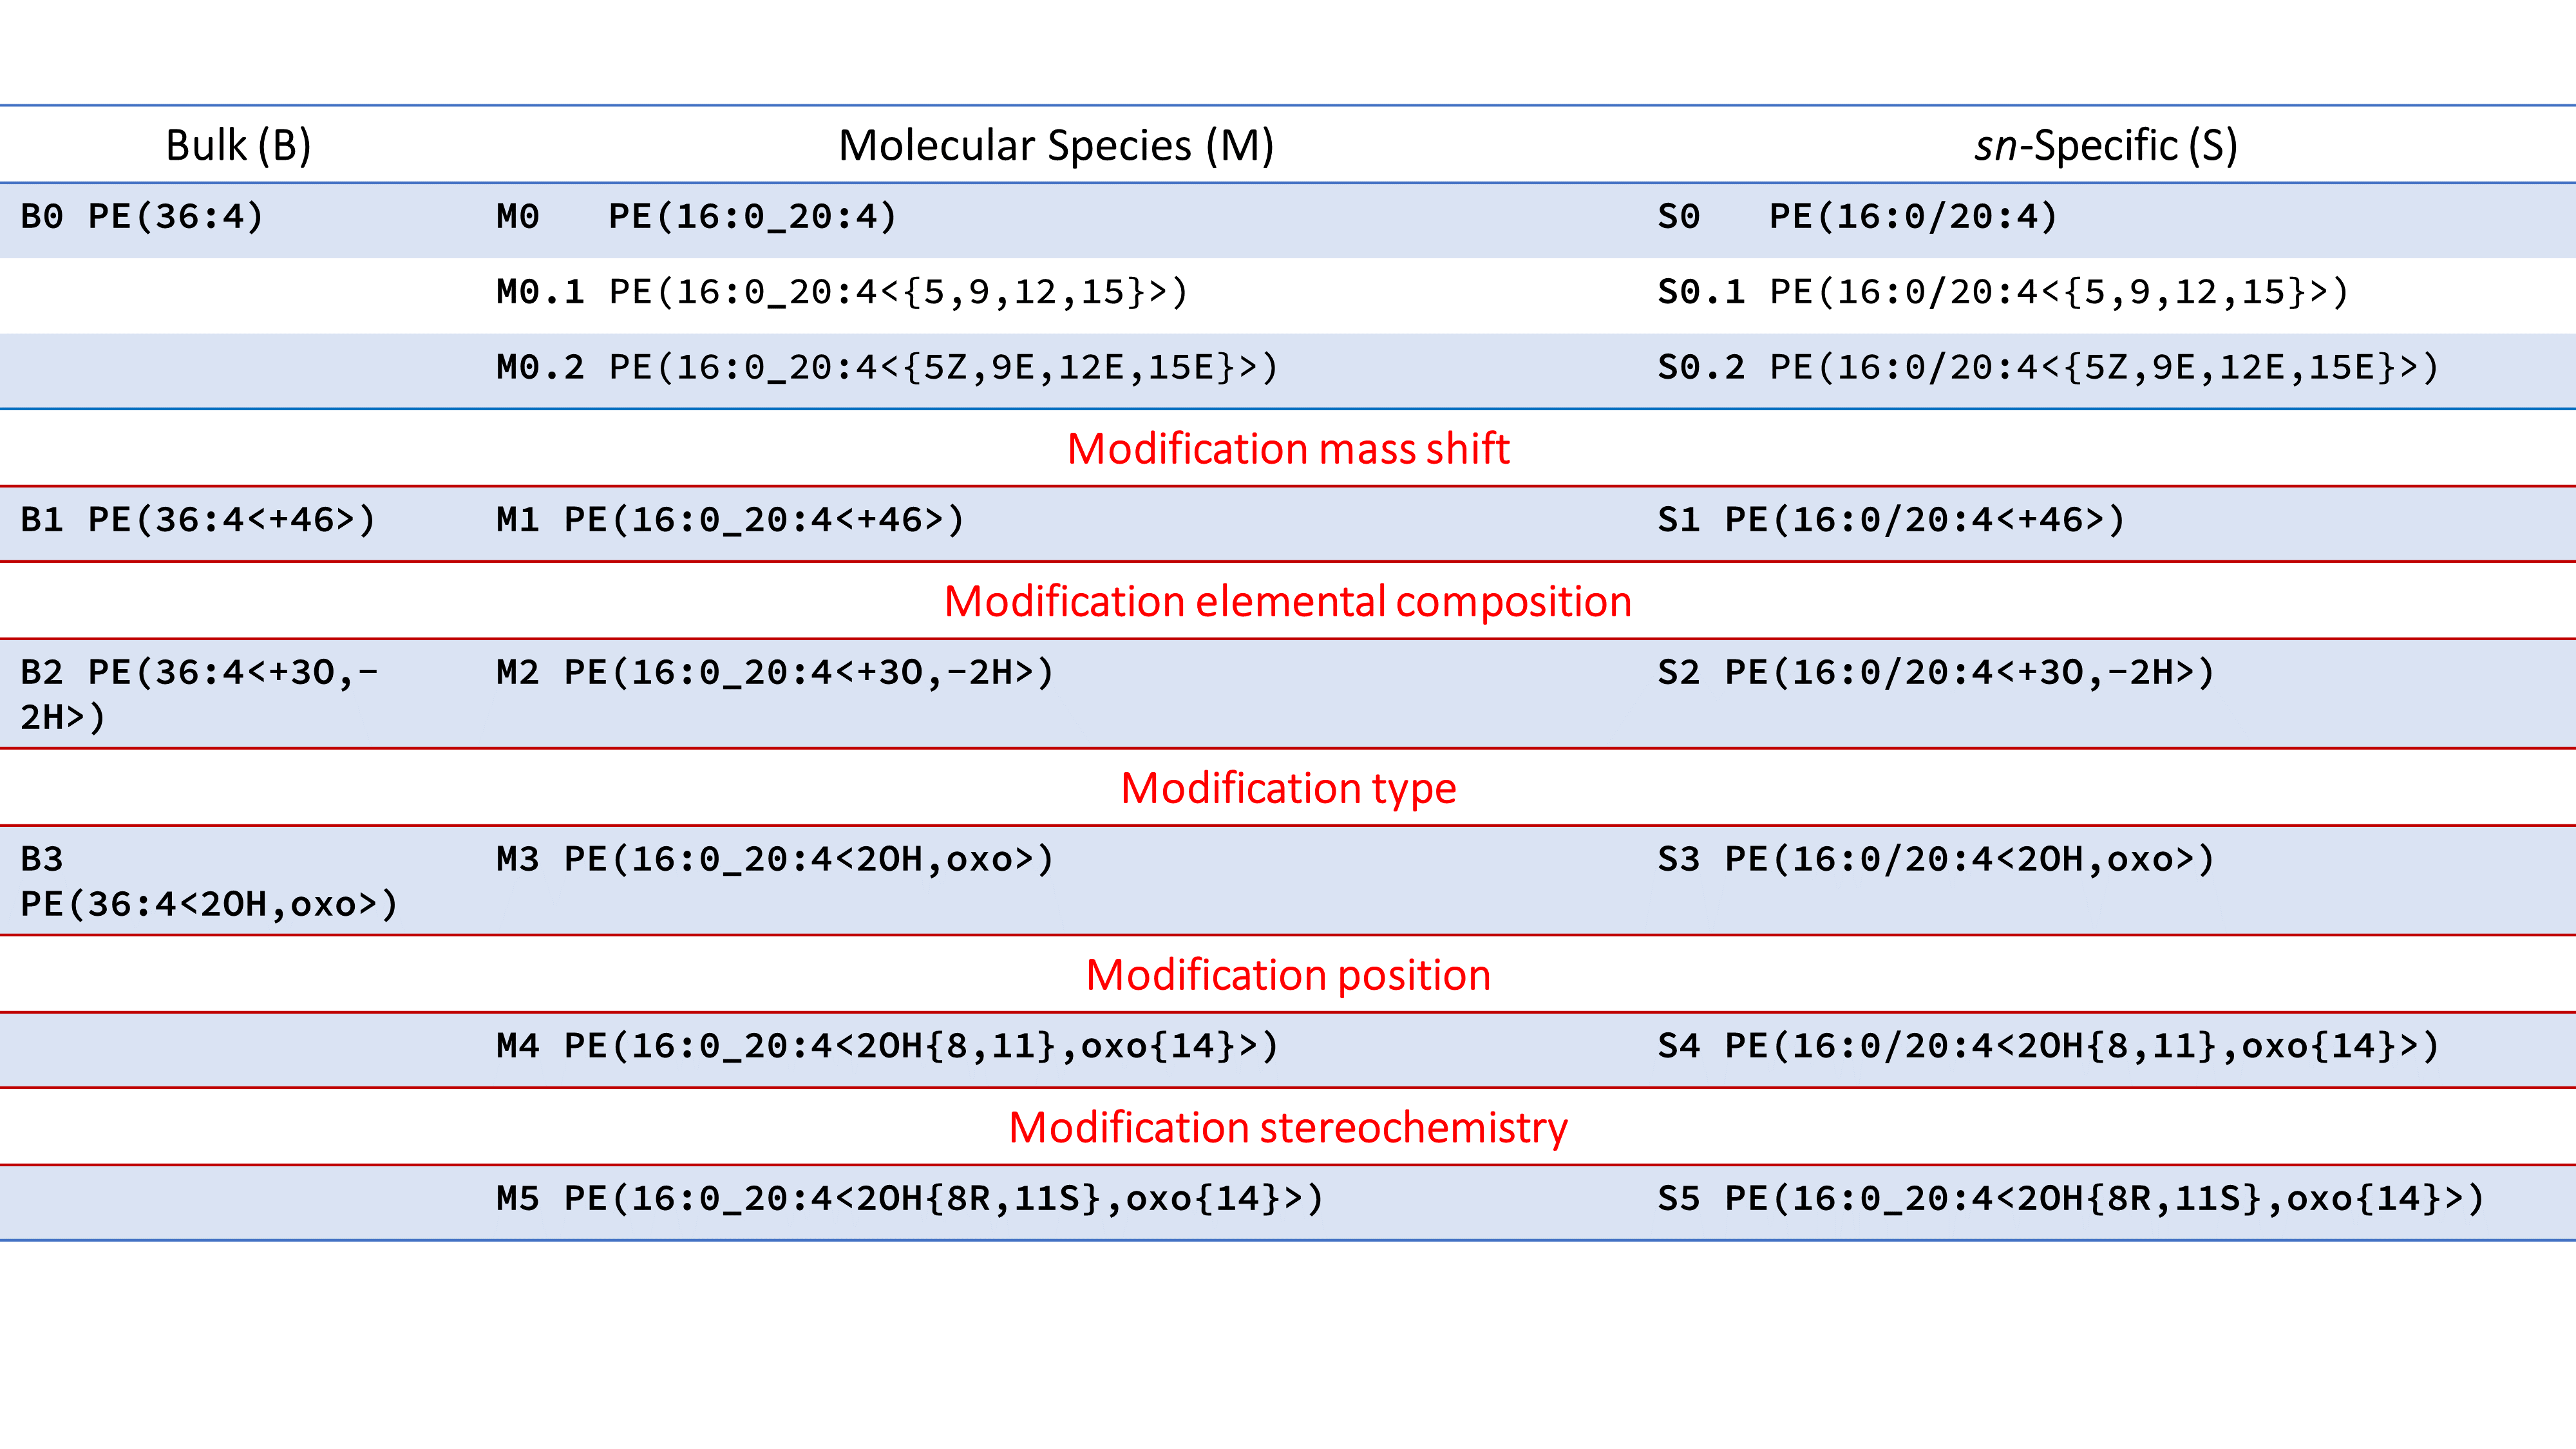 Bulk (B) Molecular Species (M) sn-Specific (S)
B0 PE(36:4) M0 PE(16:0_20:4) S0 PE(16:0/20:4)
M0.1 PE(16:0_20:4<{5,9,12,15}>) S0.1 PE(16:0/20:4<{5,9,12,15}>)
M0.2 PE(16:0_20:4<{5Z,9E,12E,15E}>) S0.2 PE(16:0/20:4<{5Z,9E,12E,15E}>)
Modification mass shift
B1 PE(36:4<+46>) M1 PE(16:0_20:4<+46>) S1 PE(16:0/20:4<+46>)
Modification elemental composition
B2 PE(36:4<+3O,- M2 PE(16:0_20:4<+3O,-2H>) S2 PE(16:0/20:4<+3O,-2H>)
2H>)
Modification type
B3 M3 PE(16:0_20:4<2OH,oxo>) S3 PE(16:0/20:4<2OH,oxo>)
PE(36:4<2OH,oxo>)
Modification position
M4 PE(16:0_20:4<2OH{8,11},oxo{14}>) S4 PE(16:0/20:4<2OH{8,11},oxo{14}>)
Modification stereochemistry
M5 PE(16:0_20:4<2OH{8R,11S},oxo{14}>) S5 PE(16:0_20:4<2OH{8R,11S},oxo{14}>)